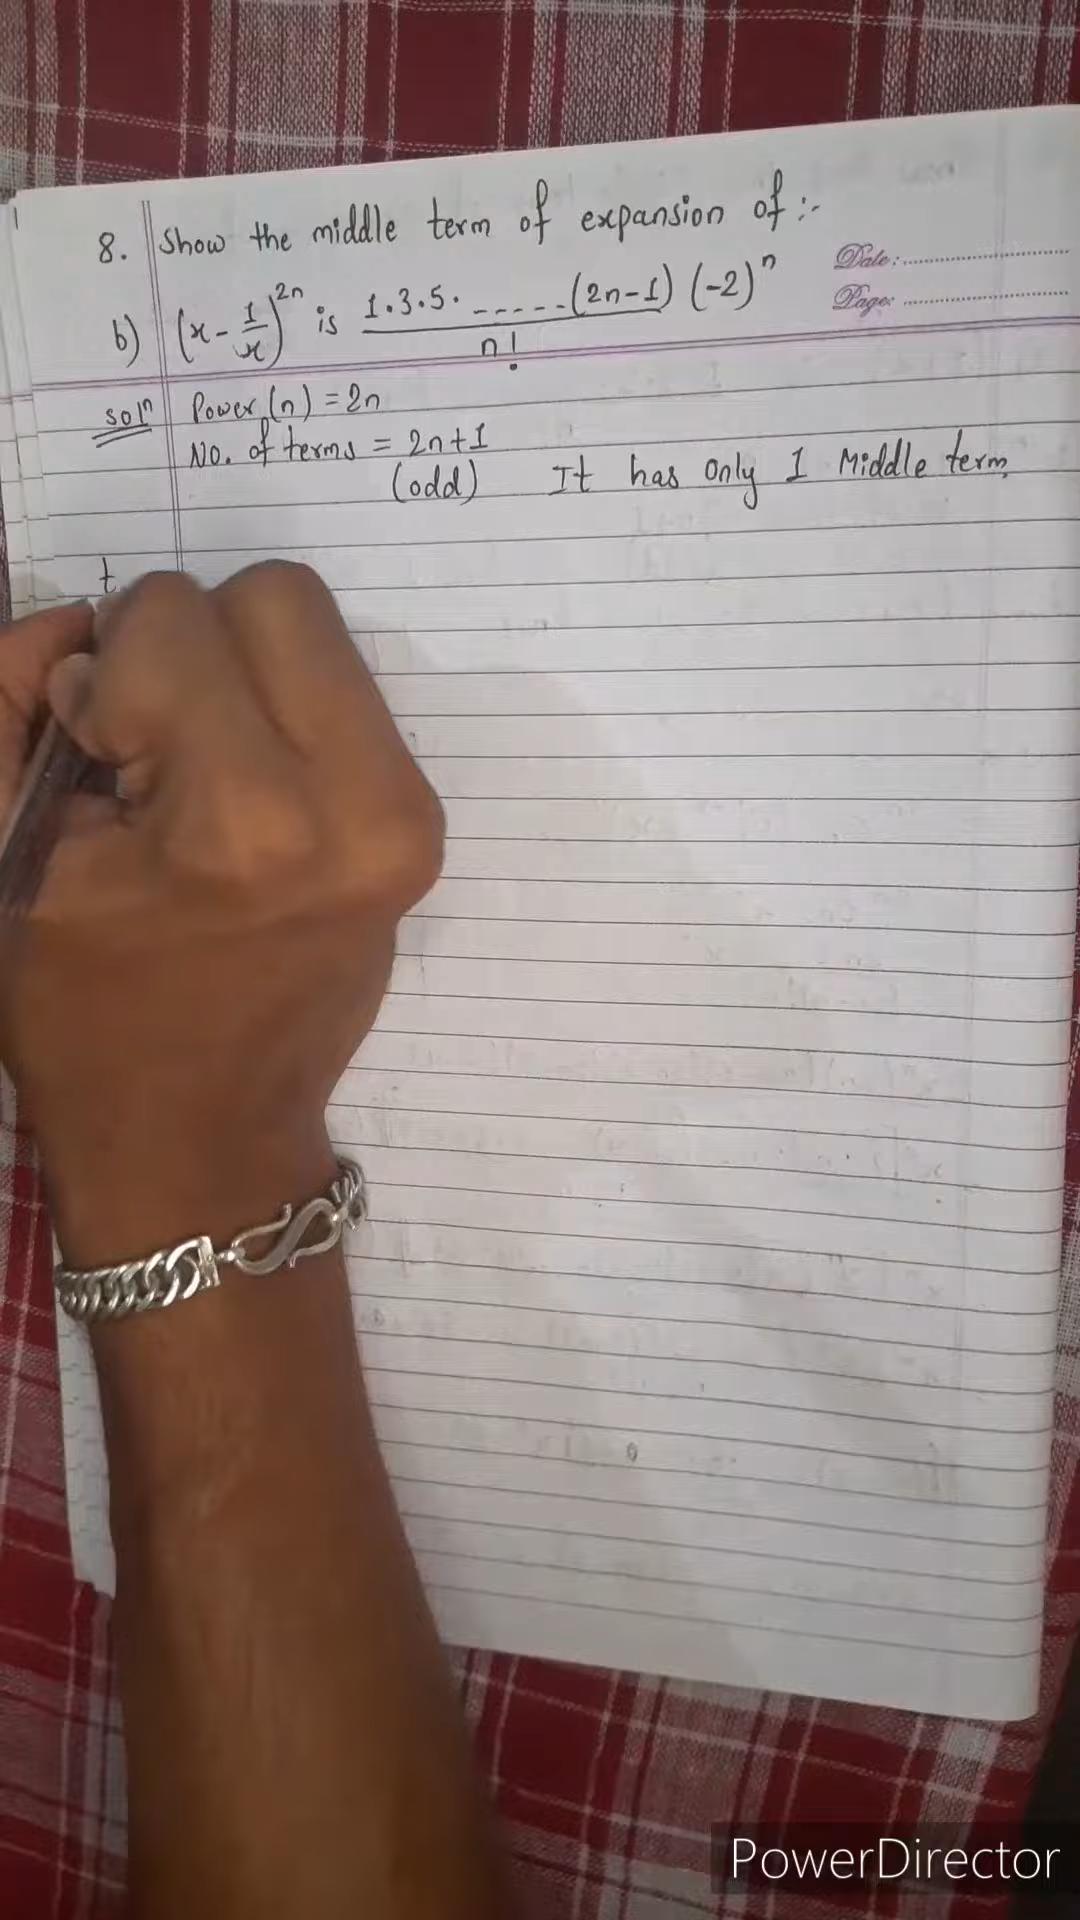 8. Show the middle term of expansion of :-
Date: ....................
b) (x - 1/x)^2n is 1.3.5. ------(2n-1) (-2)^n / n!
Page: ....................
Solⁿ Power (n) = 2n
No. of terms = 2n+1
(odd) It has only 1 Middle term.
t
PowerDirector